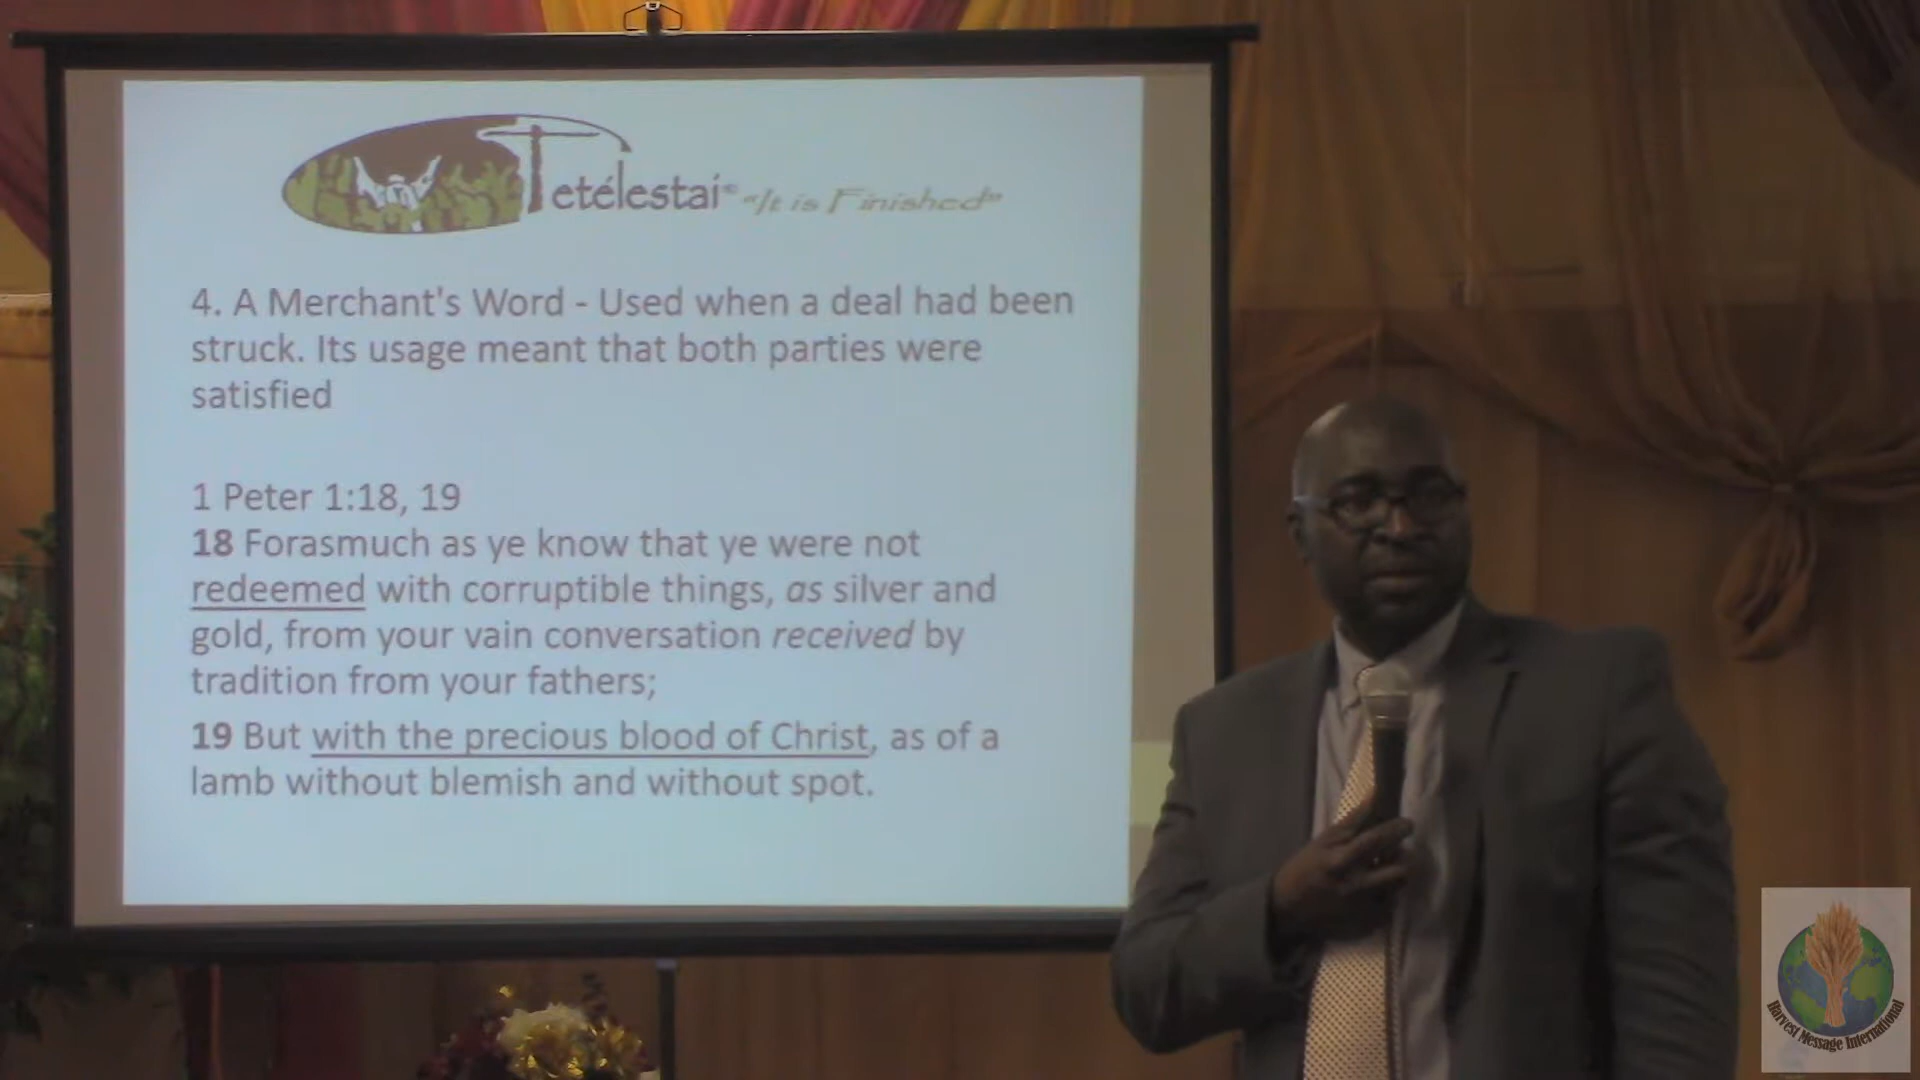 Tetélestai® "It is Finished"
4. A Merchant's Word - Used when a deal had been
struck. Its usage meant that both parties were
satisfied
1 Peter 1:18, 19
18 Forasmuch as ye know that ye were not
redeemed with corruptible things, as silver and
gold, from your vain conversation received by
tradition from your fathers;
19 But with the precious blood of Christ, as of a
lamb without blemish and without spot.
Harvest Message International